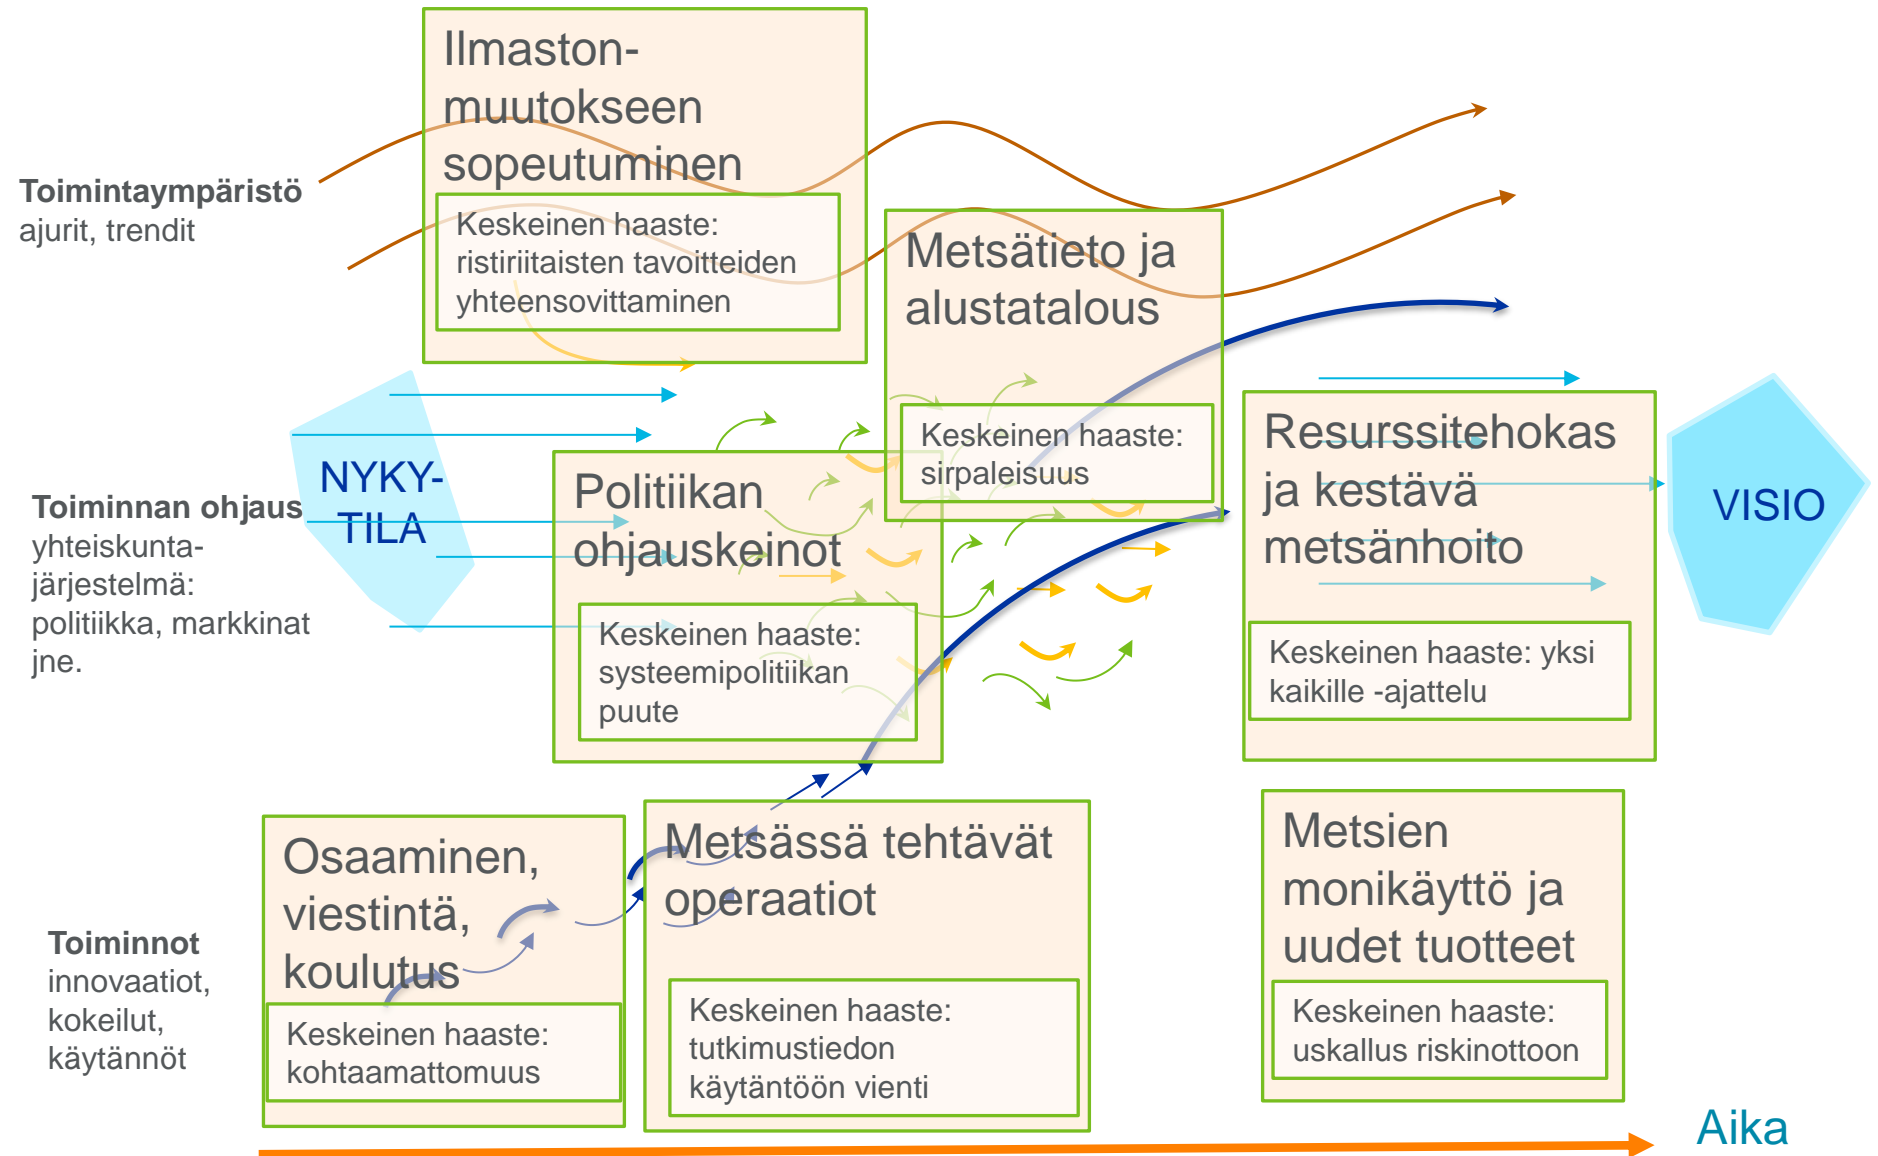 Ilmaston-
muutokseen
sopeutuminen
Keskeinen haaste:
ristiriitaisten tavoitteiden
yhteensovittaminen
Toimintaympäristö
ajurit, trendit
Metsätieto ja
alustatalous
Keskeinen haaste:
sirpaleisuus
NYKY-
TILA
Toiminnan ohjaus
yhteiskunta-
järjestelmä:
politiikka, markkinat
jne.
Politiikan
ohjauskeinot
Keskeinen haaste:
systeemipolitiikan
puute
Resurssitehokas
ja kestävä
metsänhoito
Keskeinen haaste: yksi
kaikille -ajattelu
VISIO
Toiminnot
innovaatiot,
kokeilut,
käytännöt
Osaaminen,
viestintä,
koulutus
Keskeinen haaste:
kohtaamattomuus
Metsässä tehtävät
operaatiot
Keskeinen haaste:
tutkimustiedon
käytäntöön vienti
Metsien
monikäyttö ja
uudet tuotteet
Keskeinen haaste:
uskallus riskinottoon
Aika